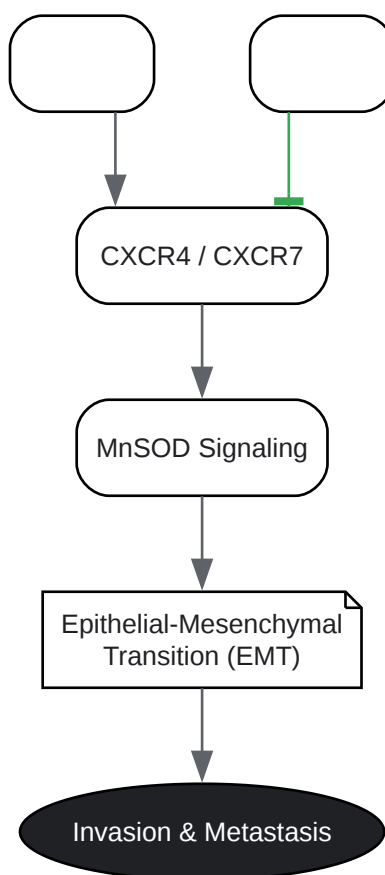 CXCR4 / CXCR7
MnSOD Signaling
Epithelial-Mesenchymal
Transition (EMT)
Invasion & Metastasis